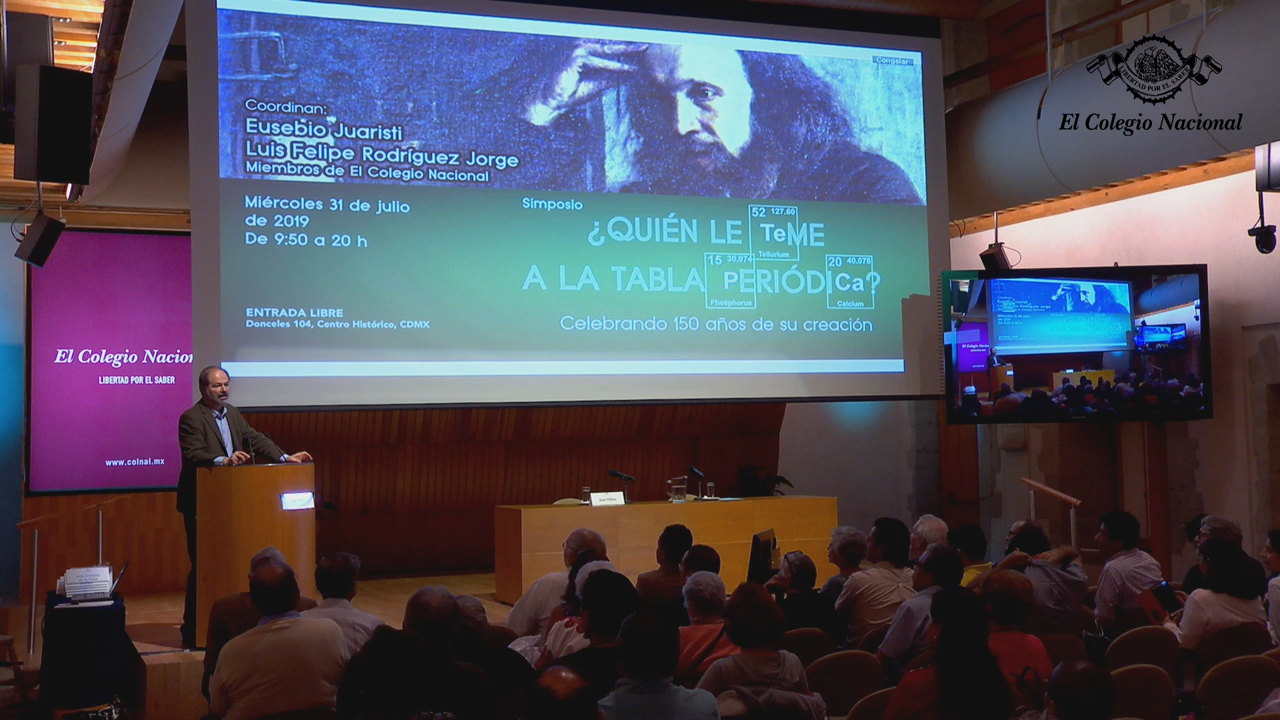 Congelar
LIBERTAD POR EL SABER
El Colegio Nacional
Coordinan:
Eusebio Juaristi
Luis Felipe Rodríguez Jorge
Miembros de El Colegio Nacional
Miércoles 31 de julio
de 2019
De 9:50 a 20 h
ENTRADA LIBRE
Donceles 104, Centro Histórico, CDMX
Simposio
52 127.60
¿QUIÉN LE TeME
Tellurium
15 30.974 20 40.078
A LA TABLA PERIÓDICa?
Phosphorus Calcium
Celebrando 150 años de su creación
El Colegio Nacion
LIBERTAD POR EL SABER
www.colnal.mx